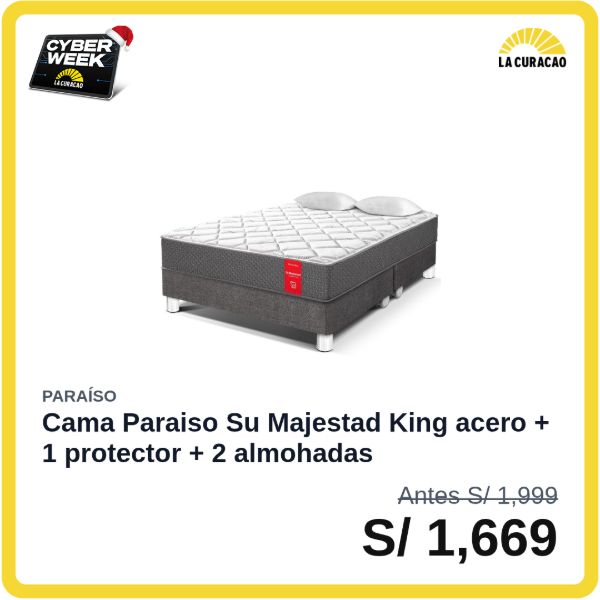 CYBER
WEEK
LA CURACAO
LA CURACAO
PARAÍSO
Cama Paraiso Su Majestad King acero +
1 protector + 2 almohadas
Antes S/ 1,999
S/ 1,669